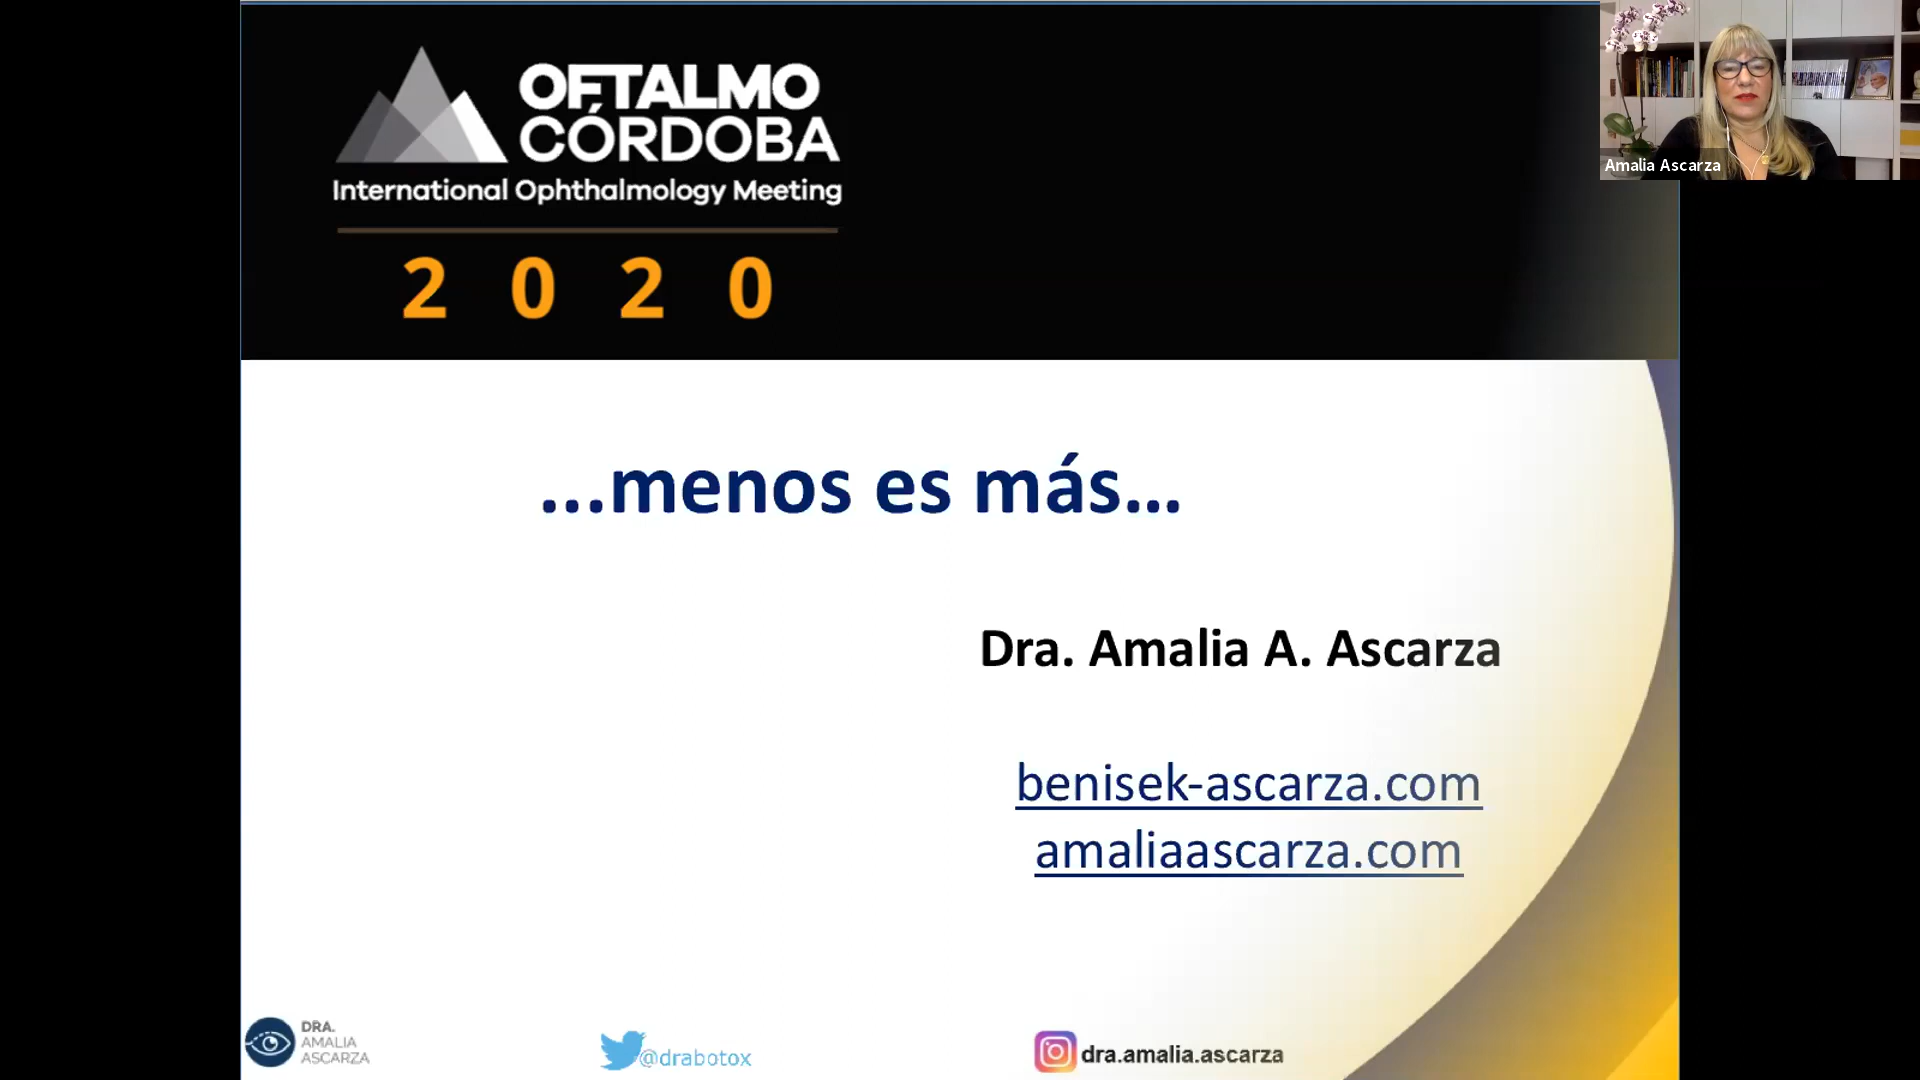 OFTALMO
CÓRDOBA
International Ophthalmology Meeting
2 0 2 0
Amalia Ascarza
...menos es más...
Dra. Amalia A. Ascarza
benisek-ascarza.com
amaliaascarza.com
DRA.
AMALIA
ASCARZA
@drabotox
dra.amalia.ascarza